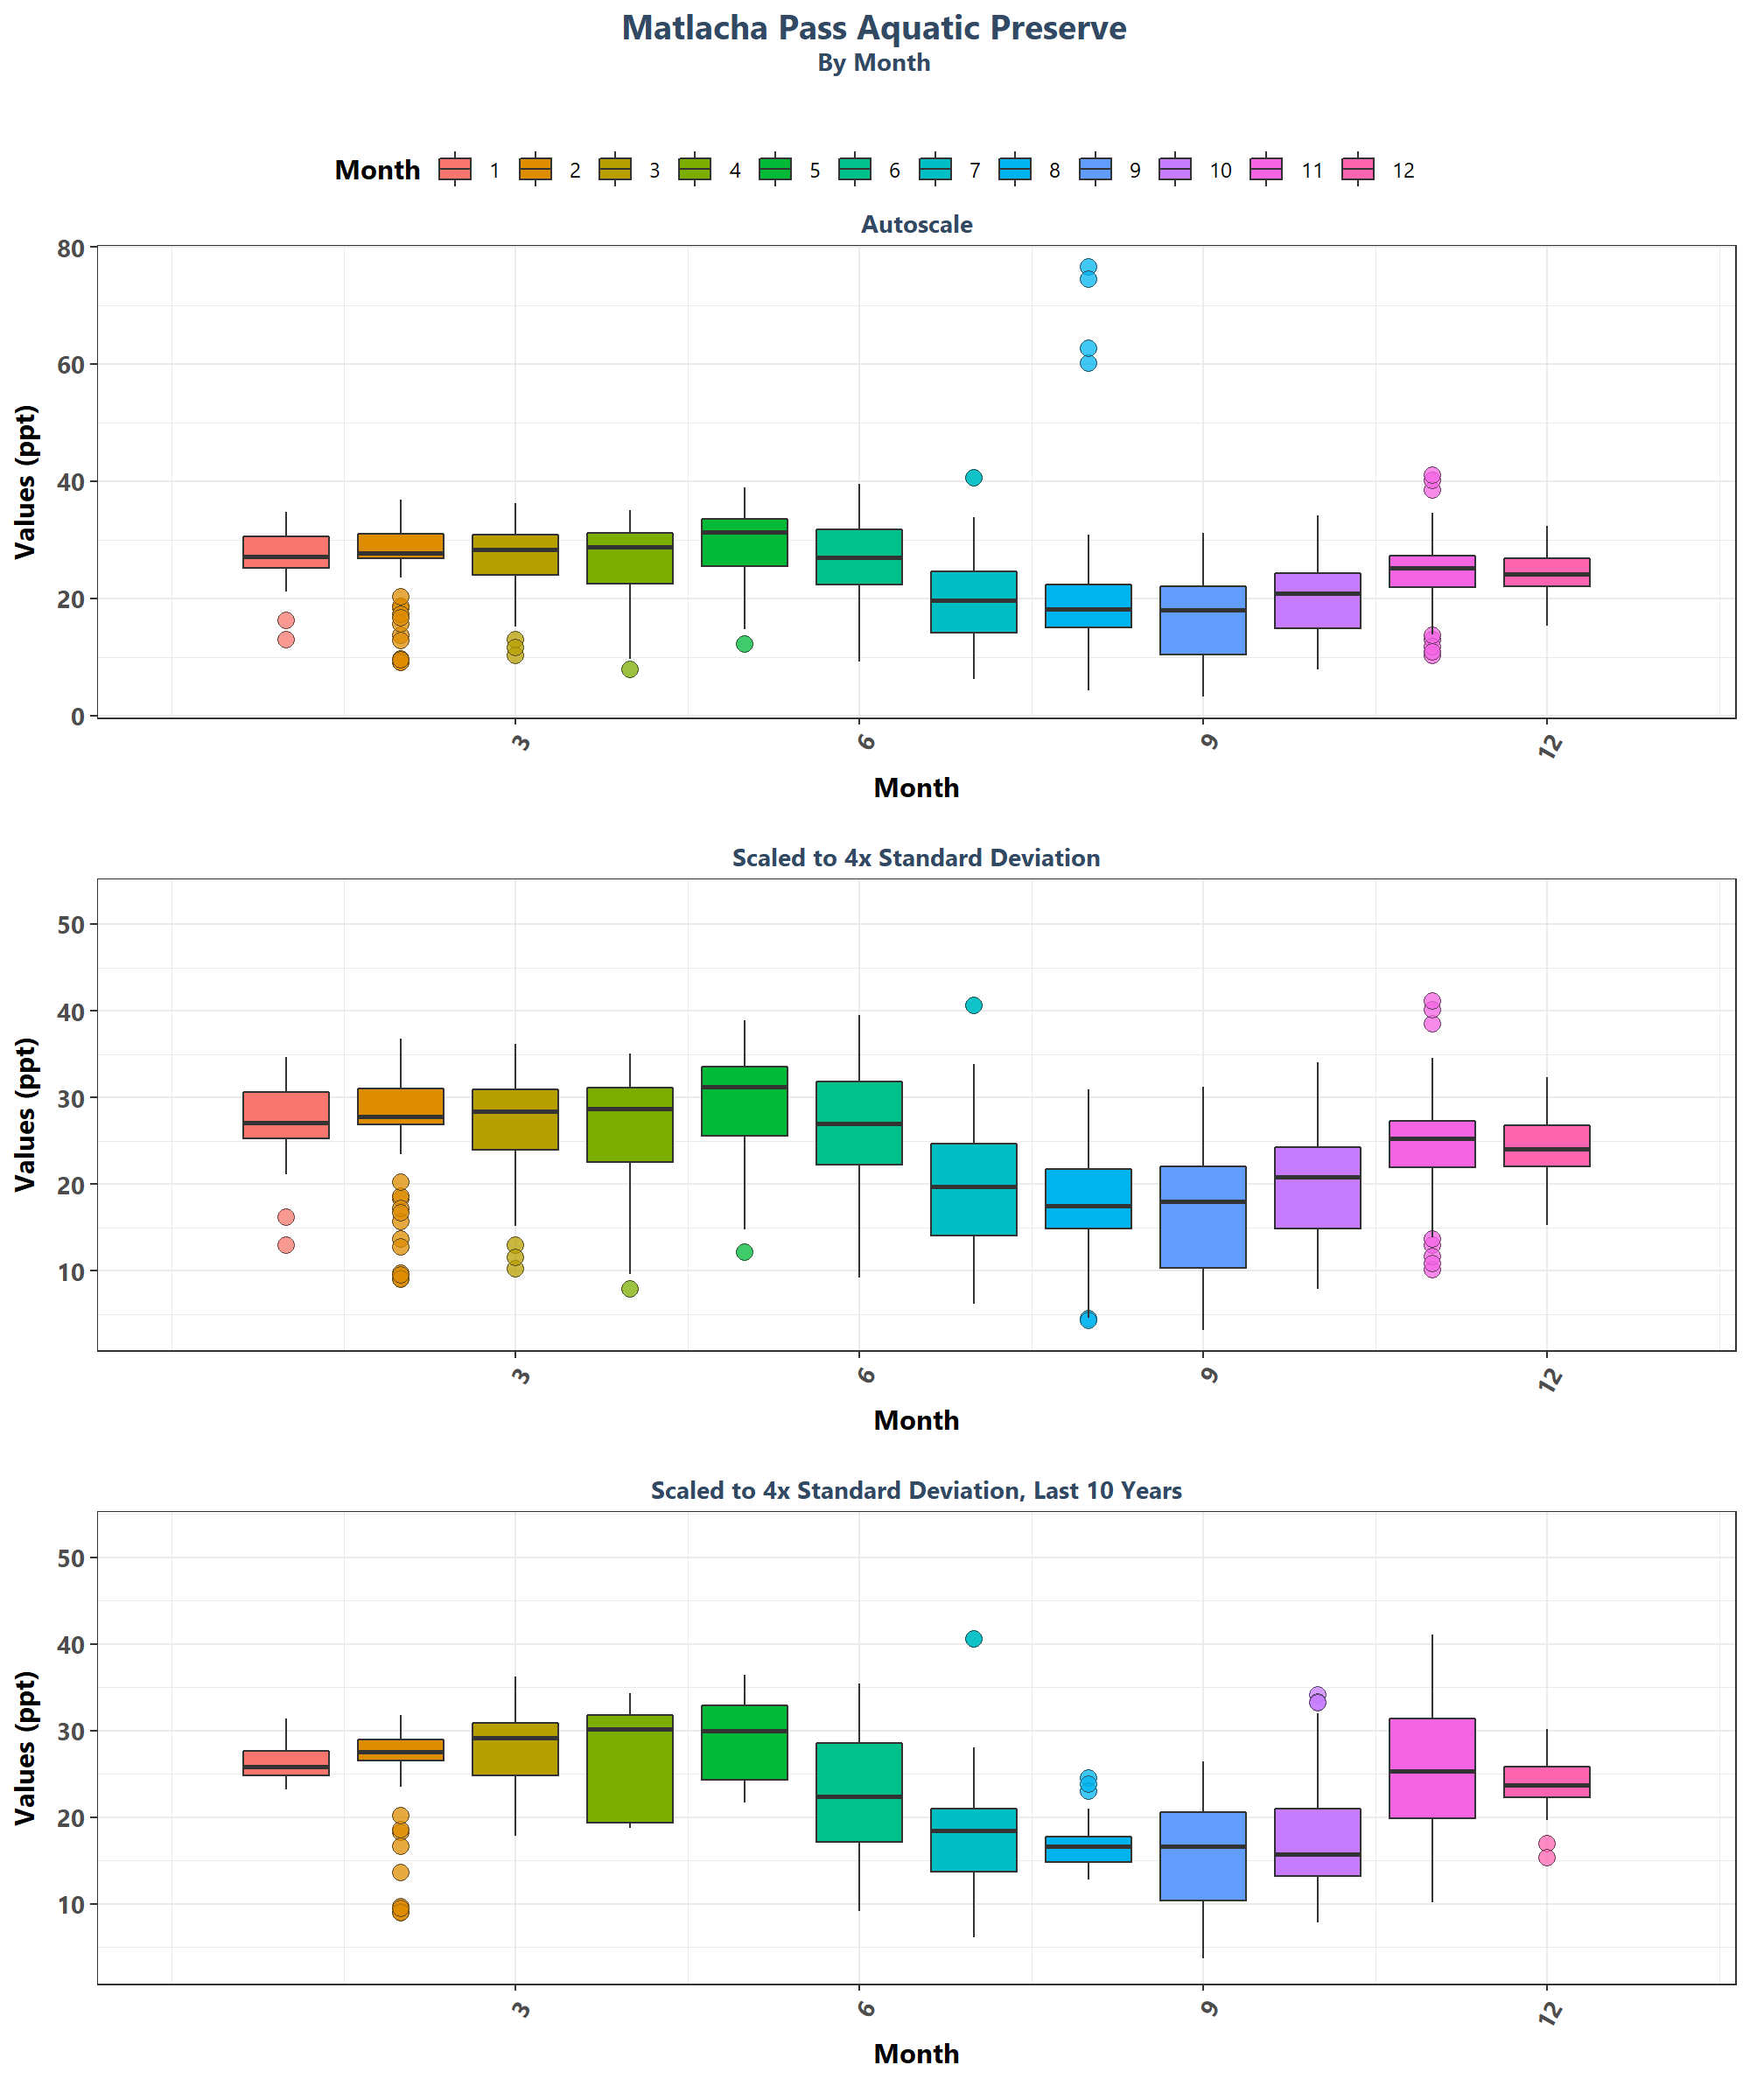 Matlacha Pass Aquatic Preserve
By Month
Month 1 2 3 4 5 6 7 8 9 10 11 12
Autoscale
Values (ppt)
80
60
40
20
0
3 6 9 12
Month
Scaled to 4x Standard Deviation
Values (ppt)
50
40
30
20
10
3 6 9 12
Month
Scaled to 4x Standard Deviation, Last 10 Years
Values (ppt)
50
40
30
20
10
3 6 9 12
Month